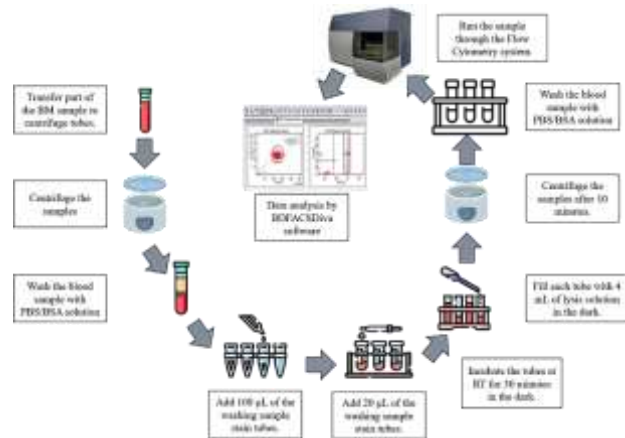 Transfer part of
the BM sample to
centrifuge tubes.
Centrifuge the
samples
Wash the blood
sample with
PBS/BSA solution
Add 100 µL of the
working sample
stain tubes.
Add 20 µL of the
working sample
stain tubes.
Incubate the tubes at
RT for 30 minutes
in the dark.
Fill each tube with 4
mL of lysis solution
in the dark.
Centrifuge the
samples after 10
minutes.
Wash the blood
sample with
PBS/BSA solution
Run the sample
through the Flow
Cytometry system
Data analysis by
software